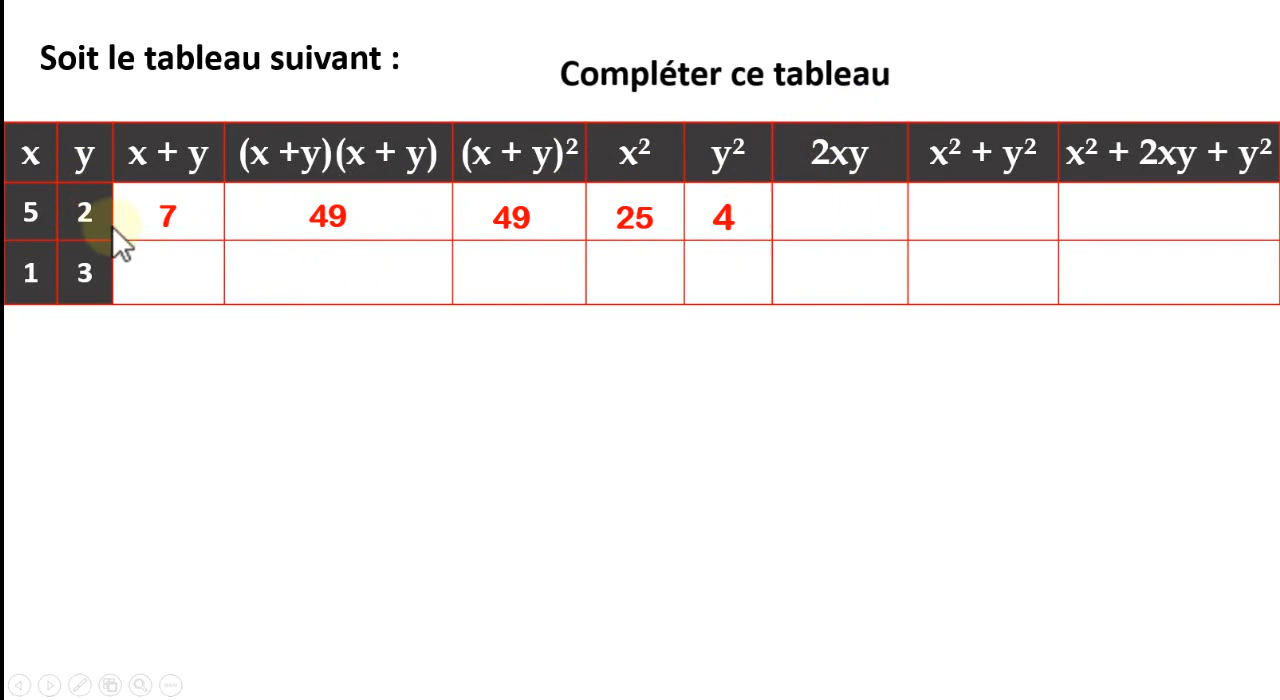 Soit le tableau suivant :
Compléter ce tableau
x y x + y (x +y)(x + y) (x + y)² x² y² 2xy x² + y² x² + 2xy + y²
5 2 7 49 49 25 4
1 3